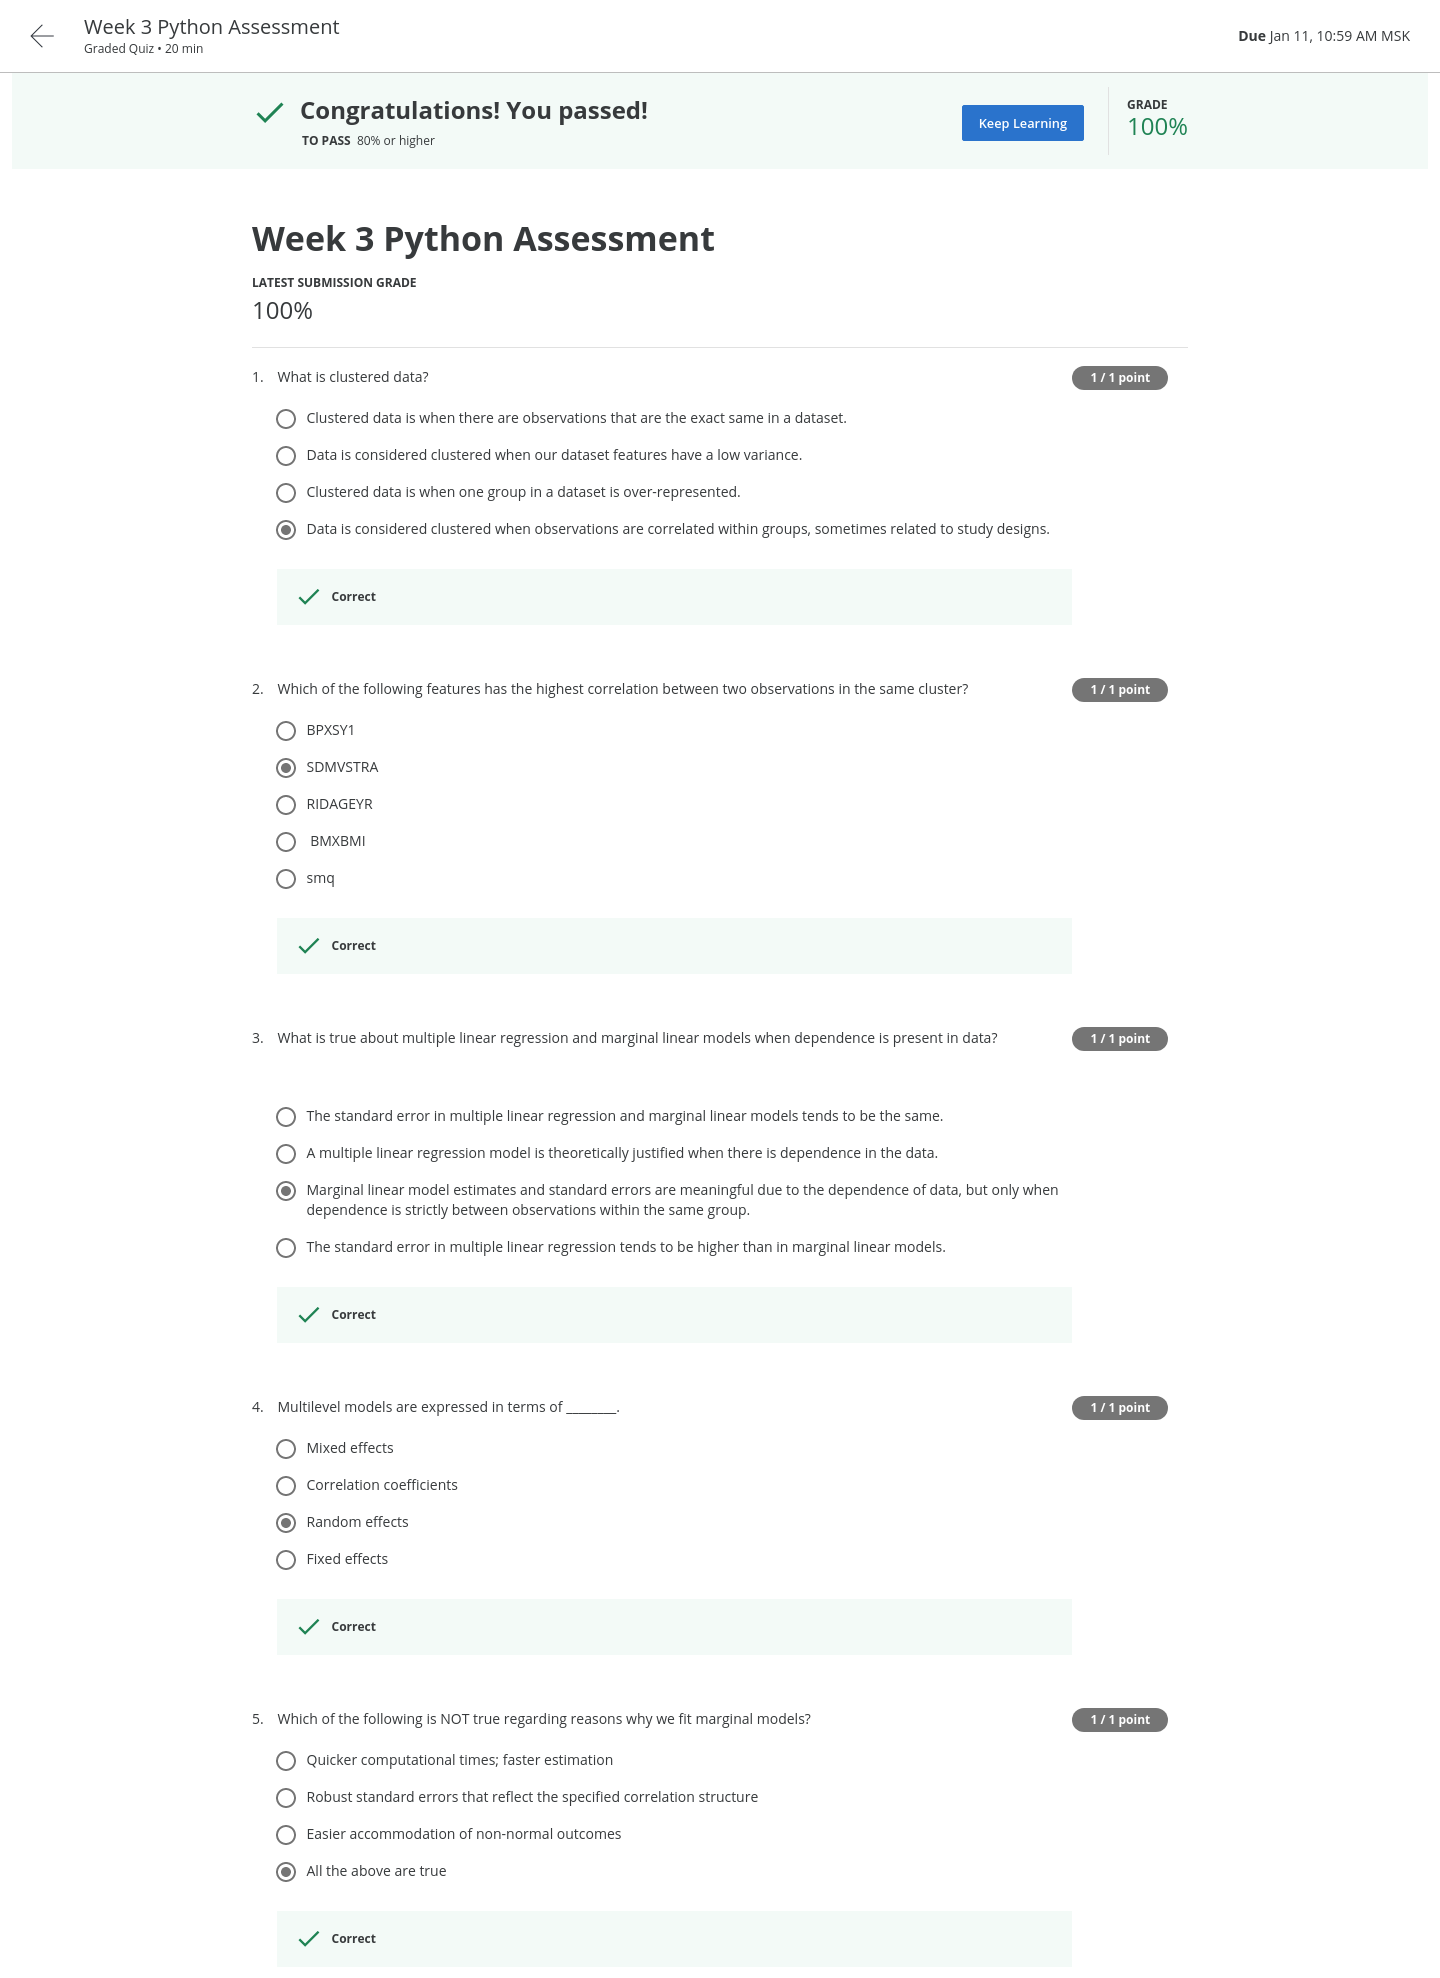 Week 3 Python Assessment
Graded Quiz • 20 min
Due Jan 11, 10:59 AM MSK
Congratulations! You passed!
TO PASS 80% or higher
Keep Learning
GRADE
100%
Week 3 Python Assessment
LATEST SUBMISSION GRADE
100%
1. What is clustered data?
1 / 1 point
Clustered data is when there are observations that are the exact same in a dataset.
Data is considered clustered when our dataset features have a low variance.
Clustered data is when one group in a dataset is over-represented.
Data is considered clustered when observations are correlated within groups, sometimes related to study designs.
Correct
2. Which of the following features has the highest correlation between two observations in the same cluster?
1 / 1 point
BPXSY1
SDMVSTRA
RIDAGEYR
BMXBMI
smq
Correct
3. What is true about multiple linear regression and marginal linear models when dependence is present in data?
1 / 1 point
The standard error in multiple linear regression and marginal linear models tends to be the same.
A multiple linear regression model is theoretically justified when there is dependence in the data.
Marginal linear model estimates and standard errors are meaningful due to the dependence of data, but only when
dependence is strictly between observations within the same group.
The standard error in multiple linear regression tends to be higher than in marginal linear models.
Correct
4. Multilevel models are expressed in terms of _______.
1 / 1 point
Mixed effects
Correlation coefficients
Random effects
Fixed effects
Correct
5. Which of the following is NOT true regarding reasons why we fit marginal models?
1 / 1 point
Quicker computational times; faster estimation
Robust standard errors that reflect the specified correlation structure
Easier accommodation of non-normal outcomes
All the above are true
Correct